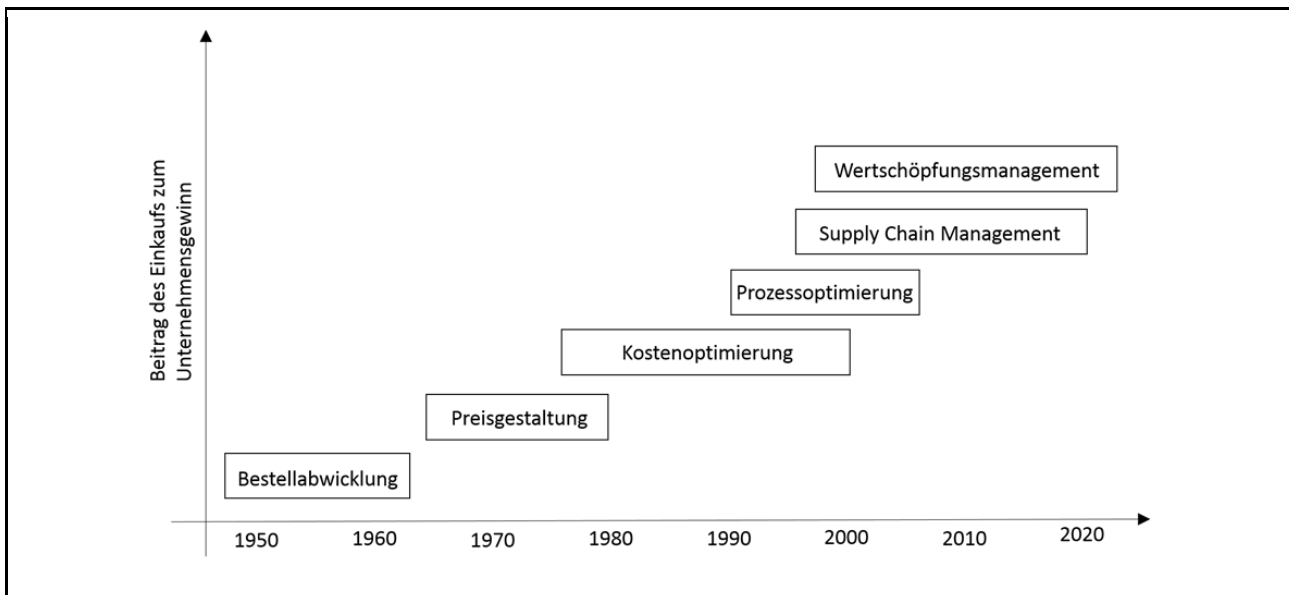 Beitrag des Einkaufs zum
Unternehmensgewinn
Wertschöpfungsmanagement
Supply Chain Management
Prozessoptimierung
Kostenoptimierung
Preisgestaltung
Bestellabwicklung
1950 1960 1970 1980 1990 2000 2010 2020